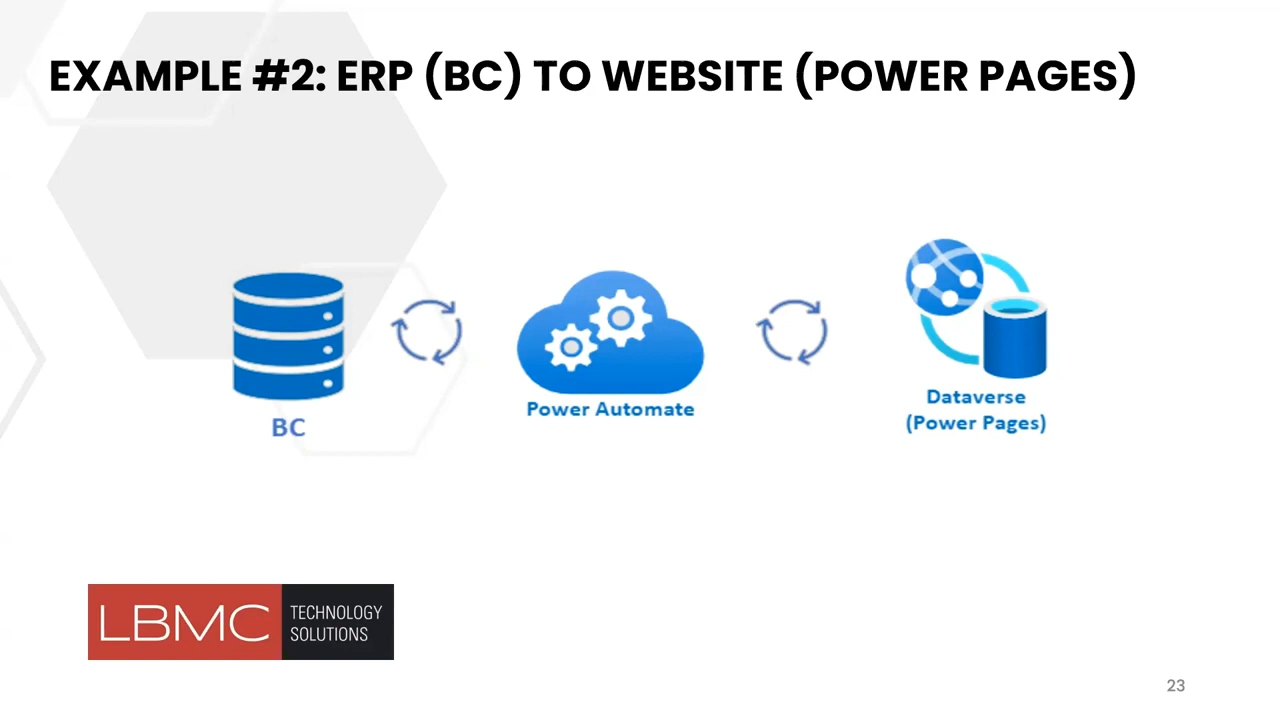 EXAMPLE #2: ERP (BC) TO WEBSITE (POWER PAGES)
BC
Power Automate
Dataverse
(Power Pages)
LBMC
TECHNOLOGY
SOLUTIONS
23